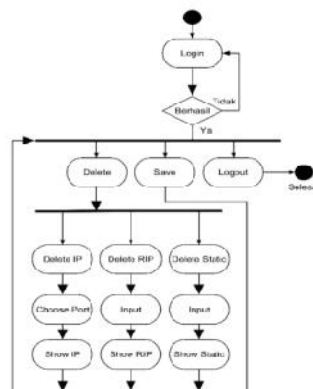 Login
Tidak
Berhasil
Ya
Delete
Save
Logout
Delete IP
Delete RIP
Delete Static
Choose Port
Input
Input
Show IP
Show RIP
Show Static